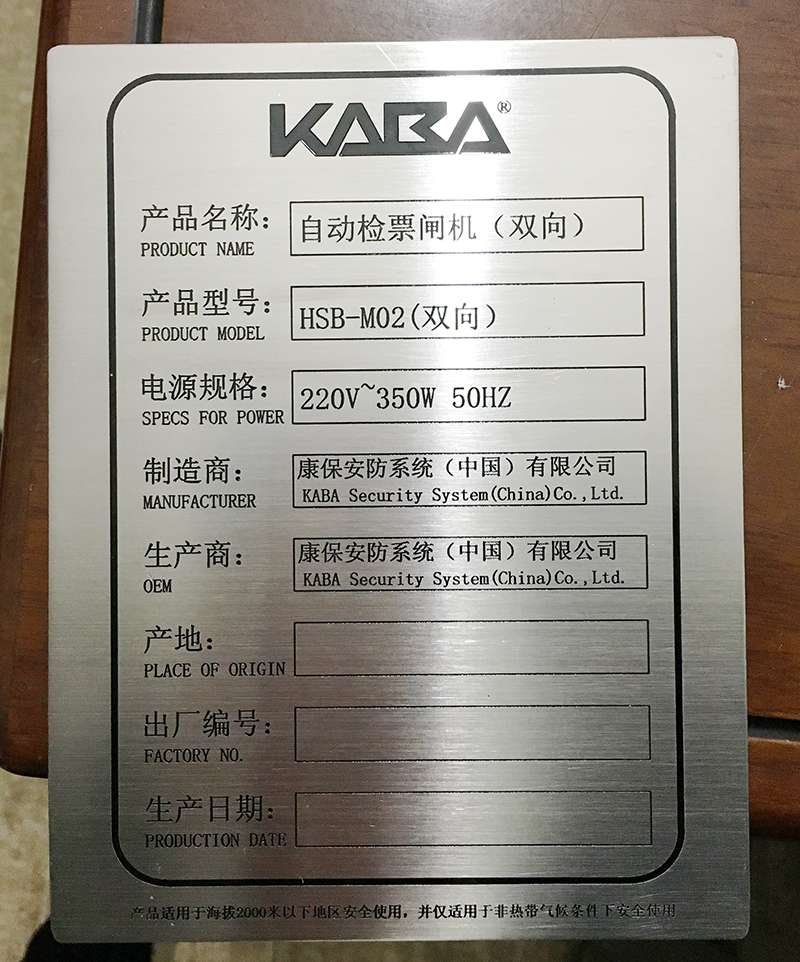 KABA®
产品名称： 自动检票闸机（双向）
PRODUCT NAME
产品型号： HSB-M02(双向）
PRODUCT MODEL
电源规格： 220V~350W 50HZ
SPECS FOR POWER
制造商： 康保安防系统（中国）有限公司
MANUFACTURER KABA Security System(China)Co.,Ltd.
生产商： 康保安防系统（中国）有限公司
OEM KABA Security System(China)Co.,Ltd.
产地：
PLACE OF ORIGIN
出厂编号：
FACTORY NO.
生产日期：
PRODUCTION DATE
产品适用于海拔2000米以下地区安全使用，并仅适用于非热带气候条件下安全使用